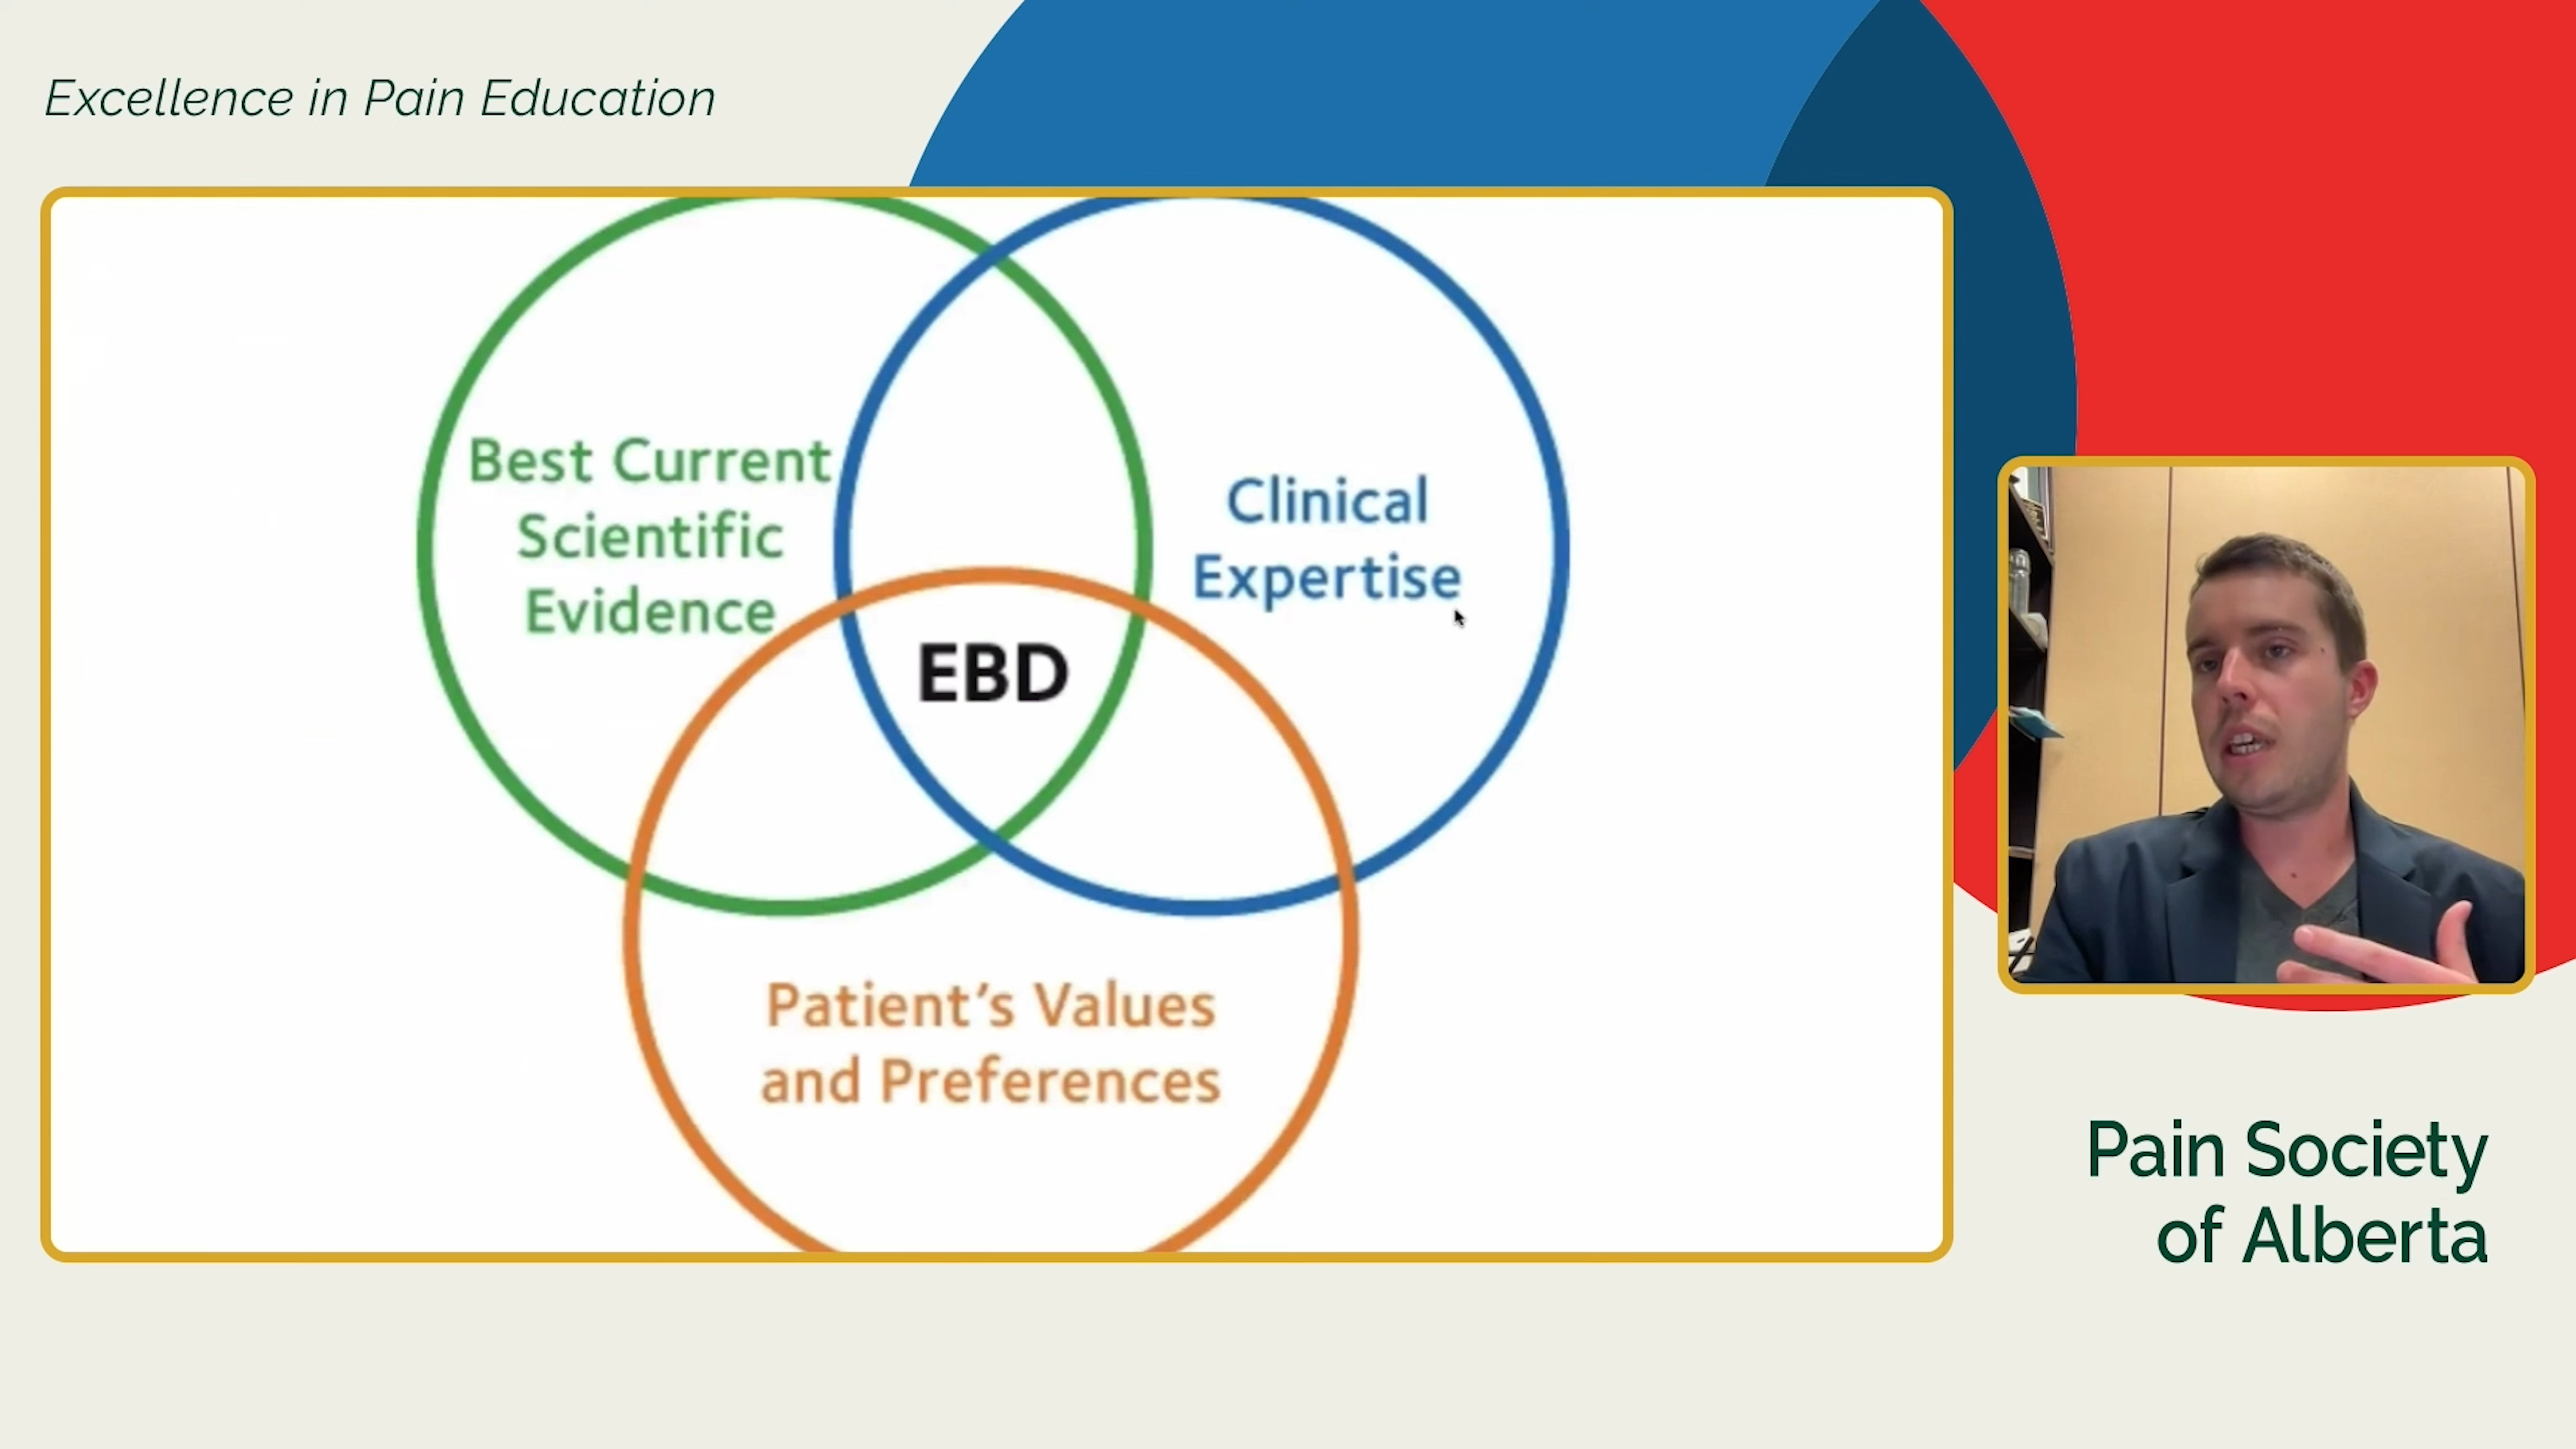 Excellence in Pain Education
Best Current
Scientific
Evidence
Clinical
Expertise
EBD
Patient’s Values
and Preferences
Pain Society
of Alberta